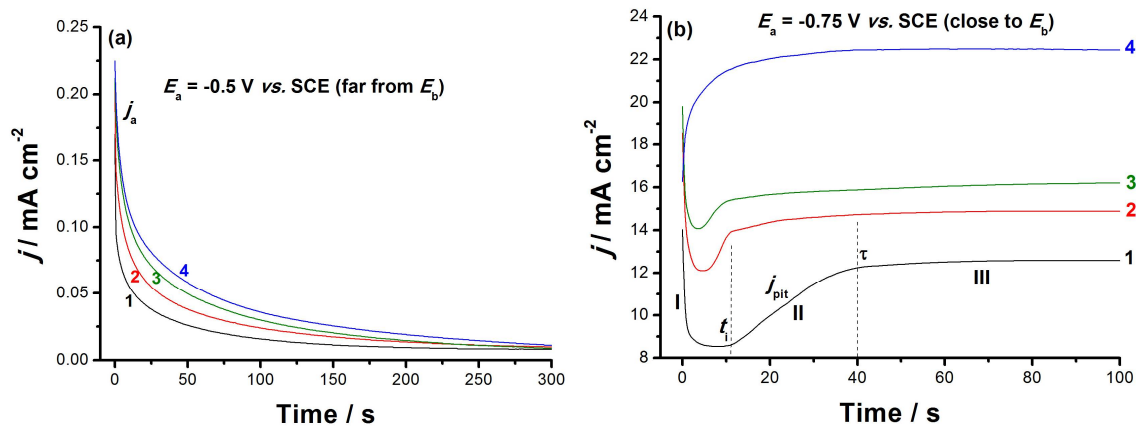 (a)
E_a = -0.5 V vs. SCE (far from E_b)
j_a
0.25
0.20
0.15
0.10
0.05
0.00
j / mA cm⁻²
1
2
3
4
0
50
100
150
200
250
300
Time / s
(b)
E_a = -0.75 V vs. SCE (close to E_b)
24
22
20
18
16
14
12
10
8
j / mA cm⁻²
4
3
2
1
I
t_i
j_pit
II
τ
III
0
20
40
60
80
100
Time / s